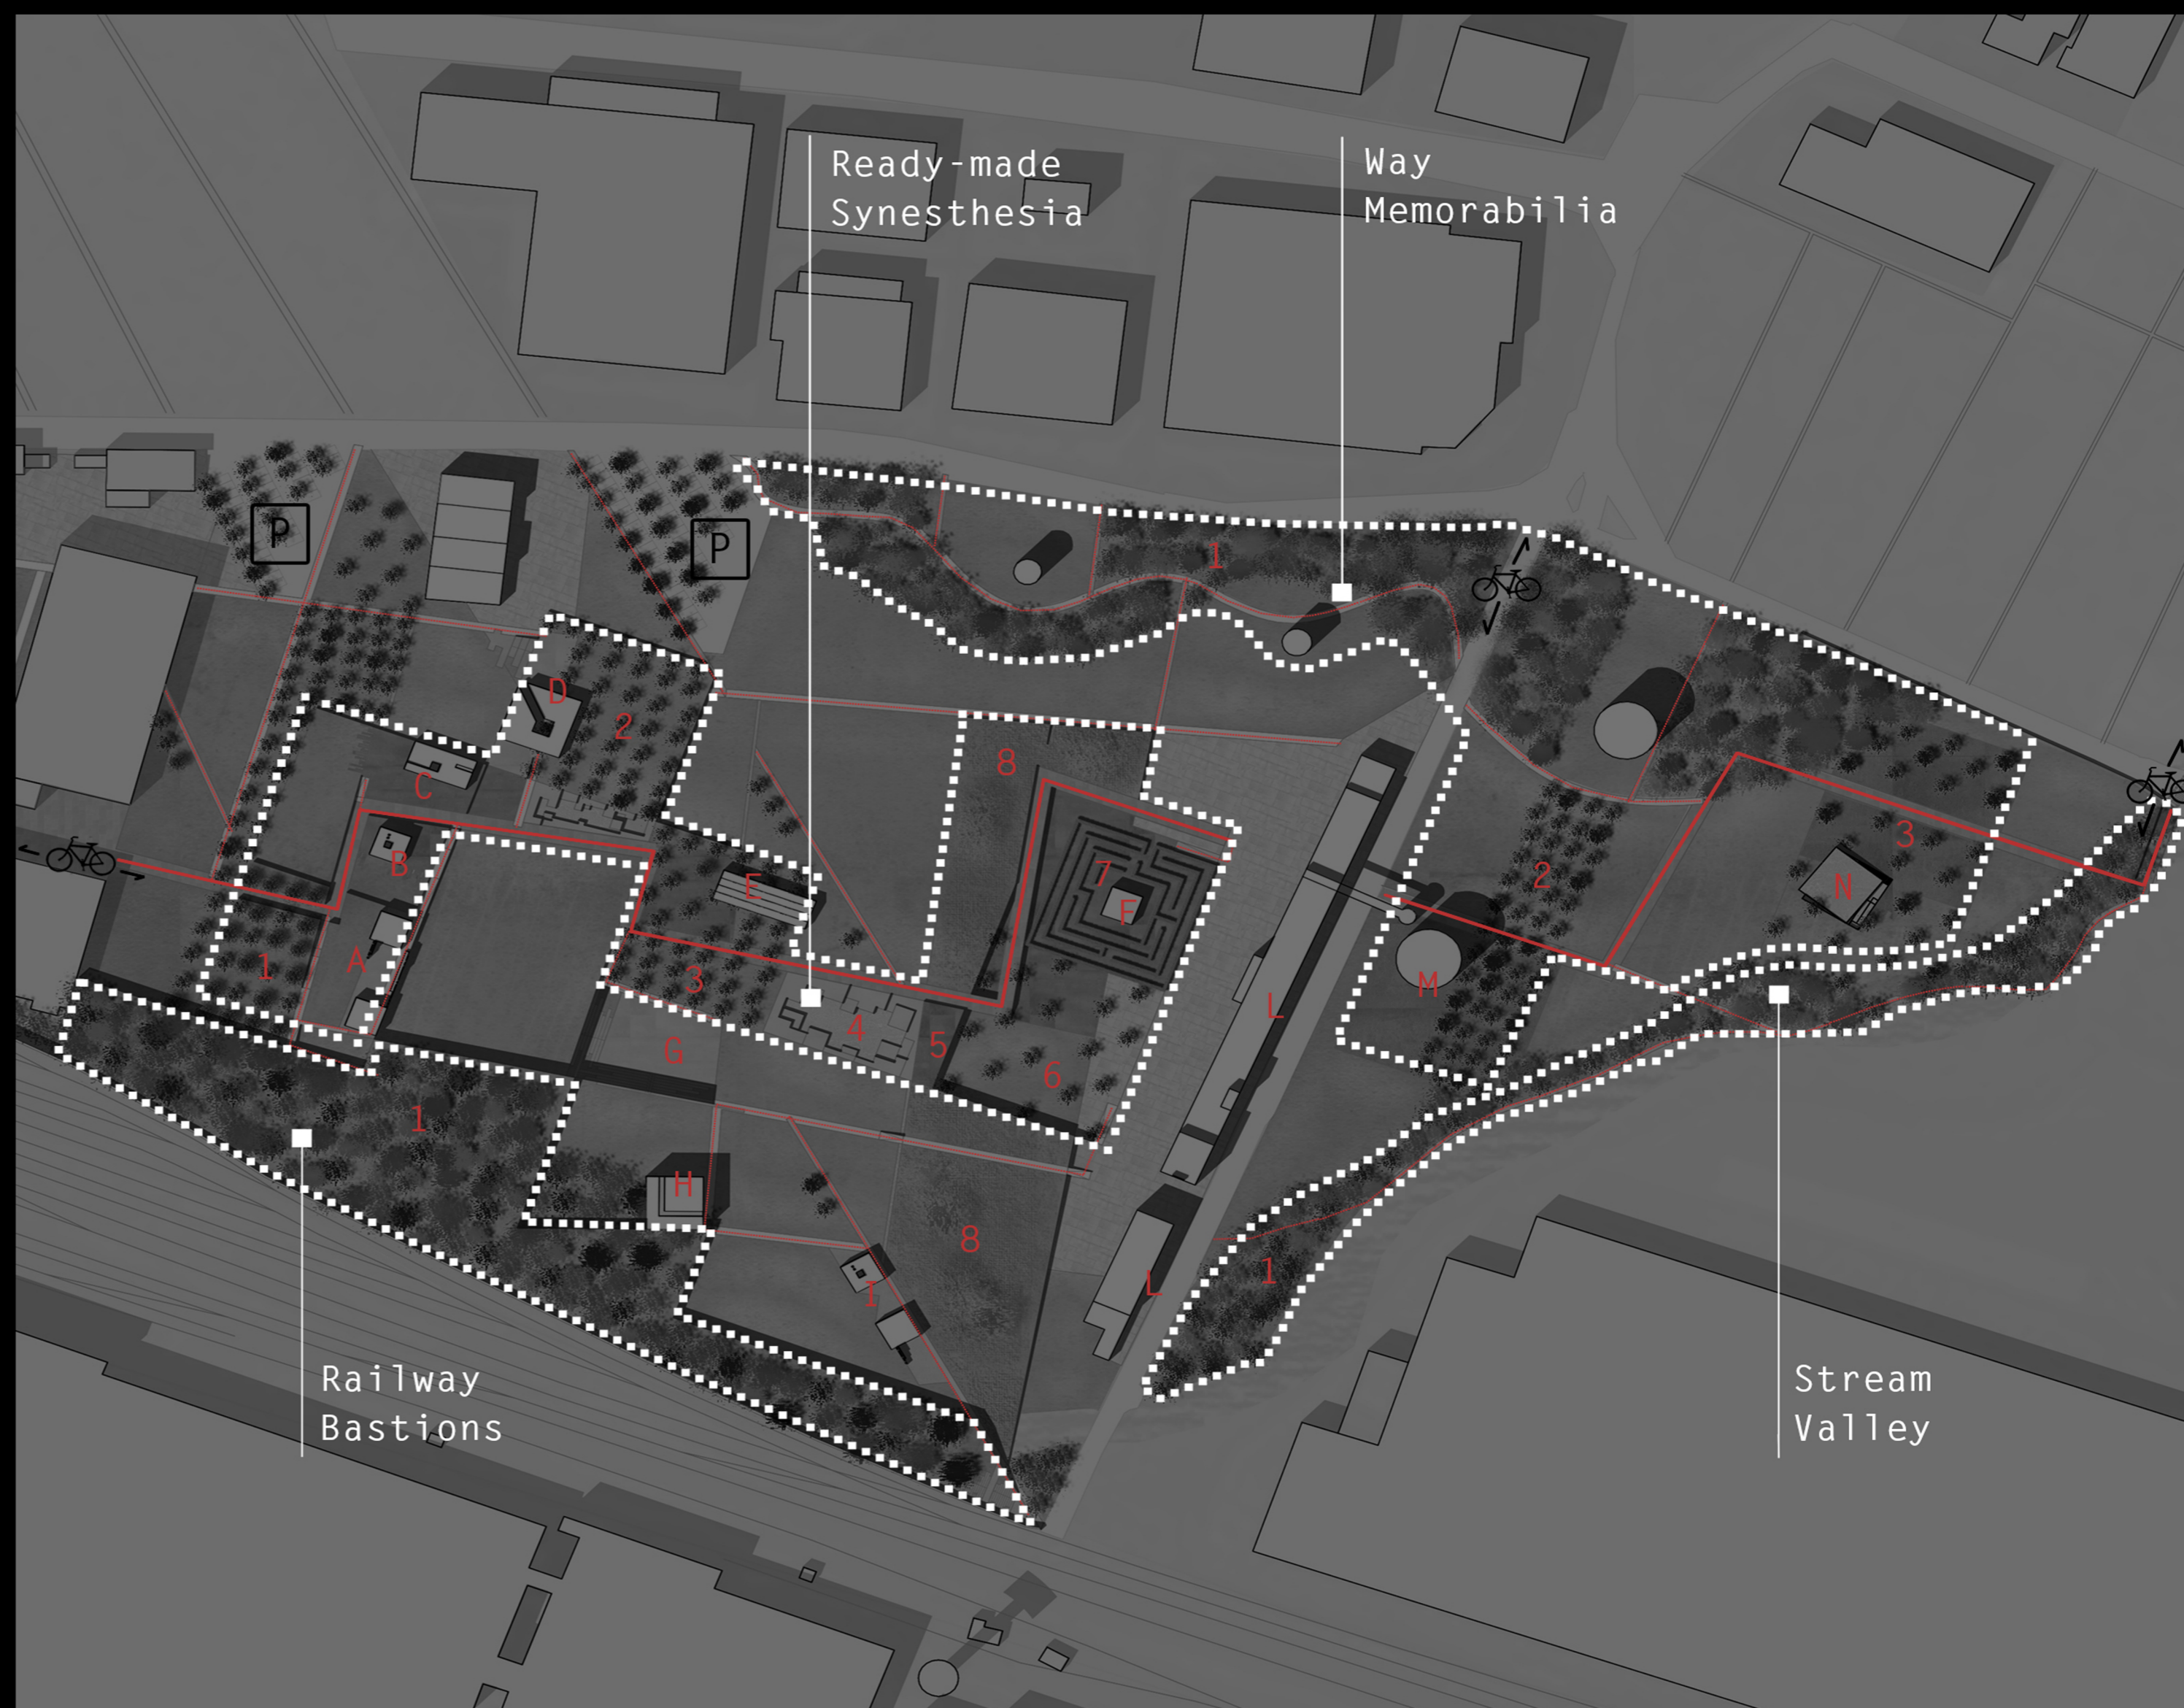 Ready-made
Synesthesia
Way
Memorabilia
P
P
1
D
2
8
C
3
B
7
E
2
N
F
1
A
3
M
L
4
5
G
6
1
H
8
1
I
L
Railway
Bastions
Stream
Valley